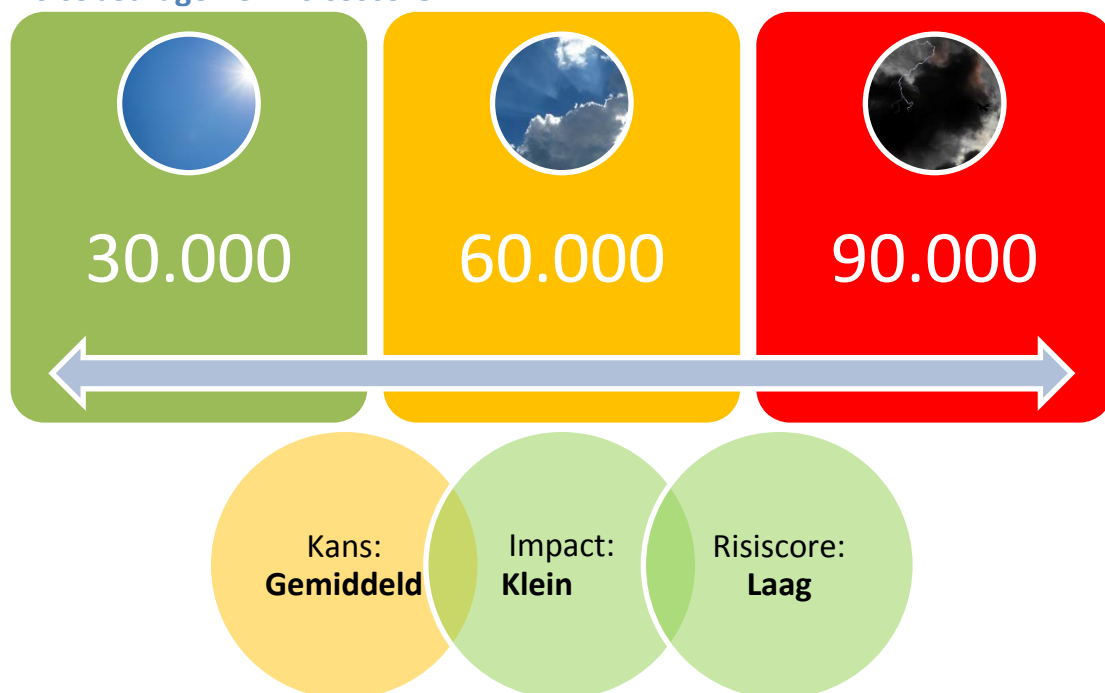 30.000
60.000
90.000
Kans:
Gemiddeld
Impact:
Klein
Risiscore:
Laag